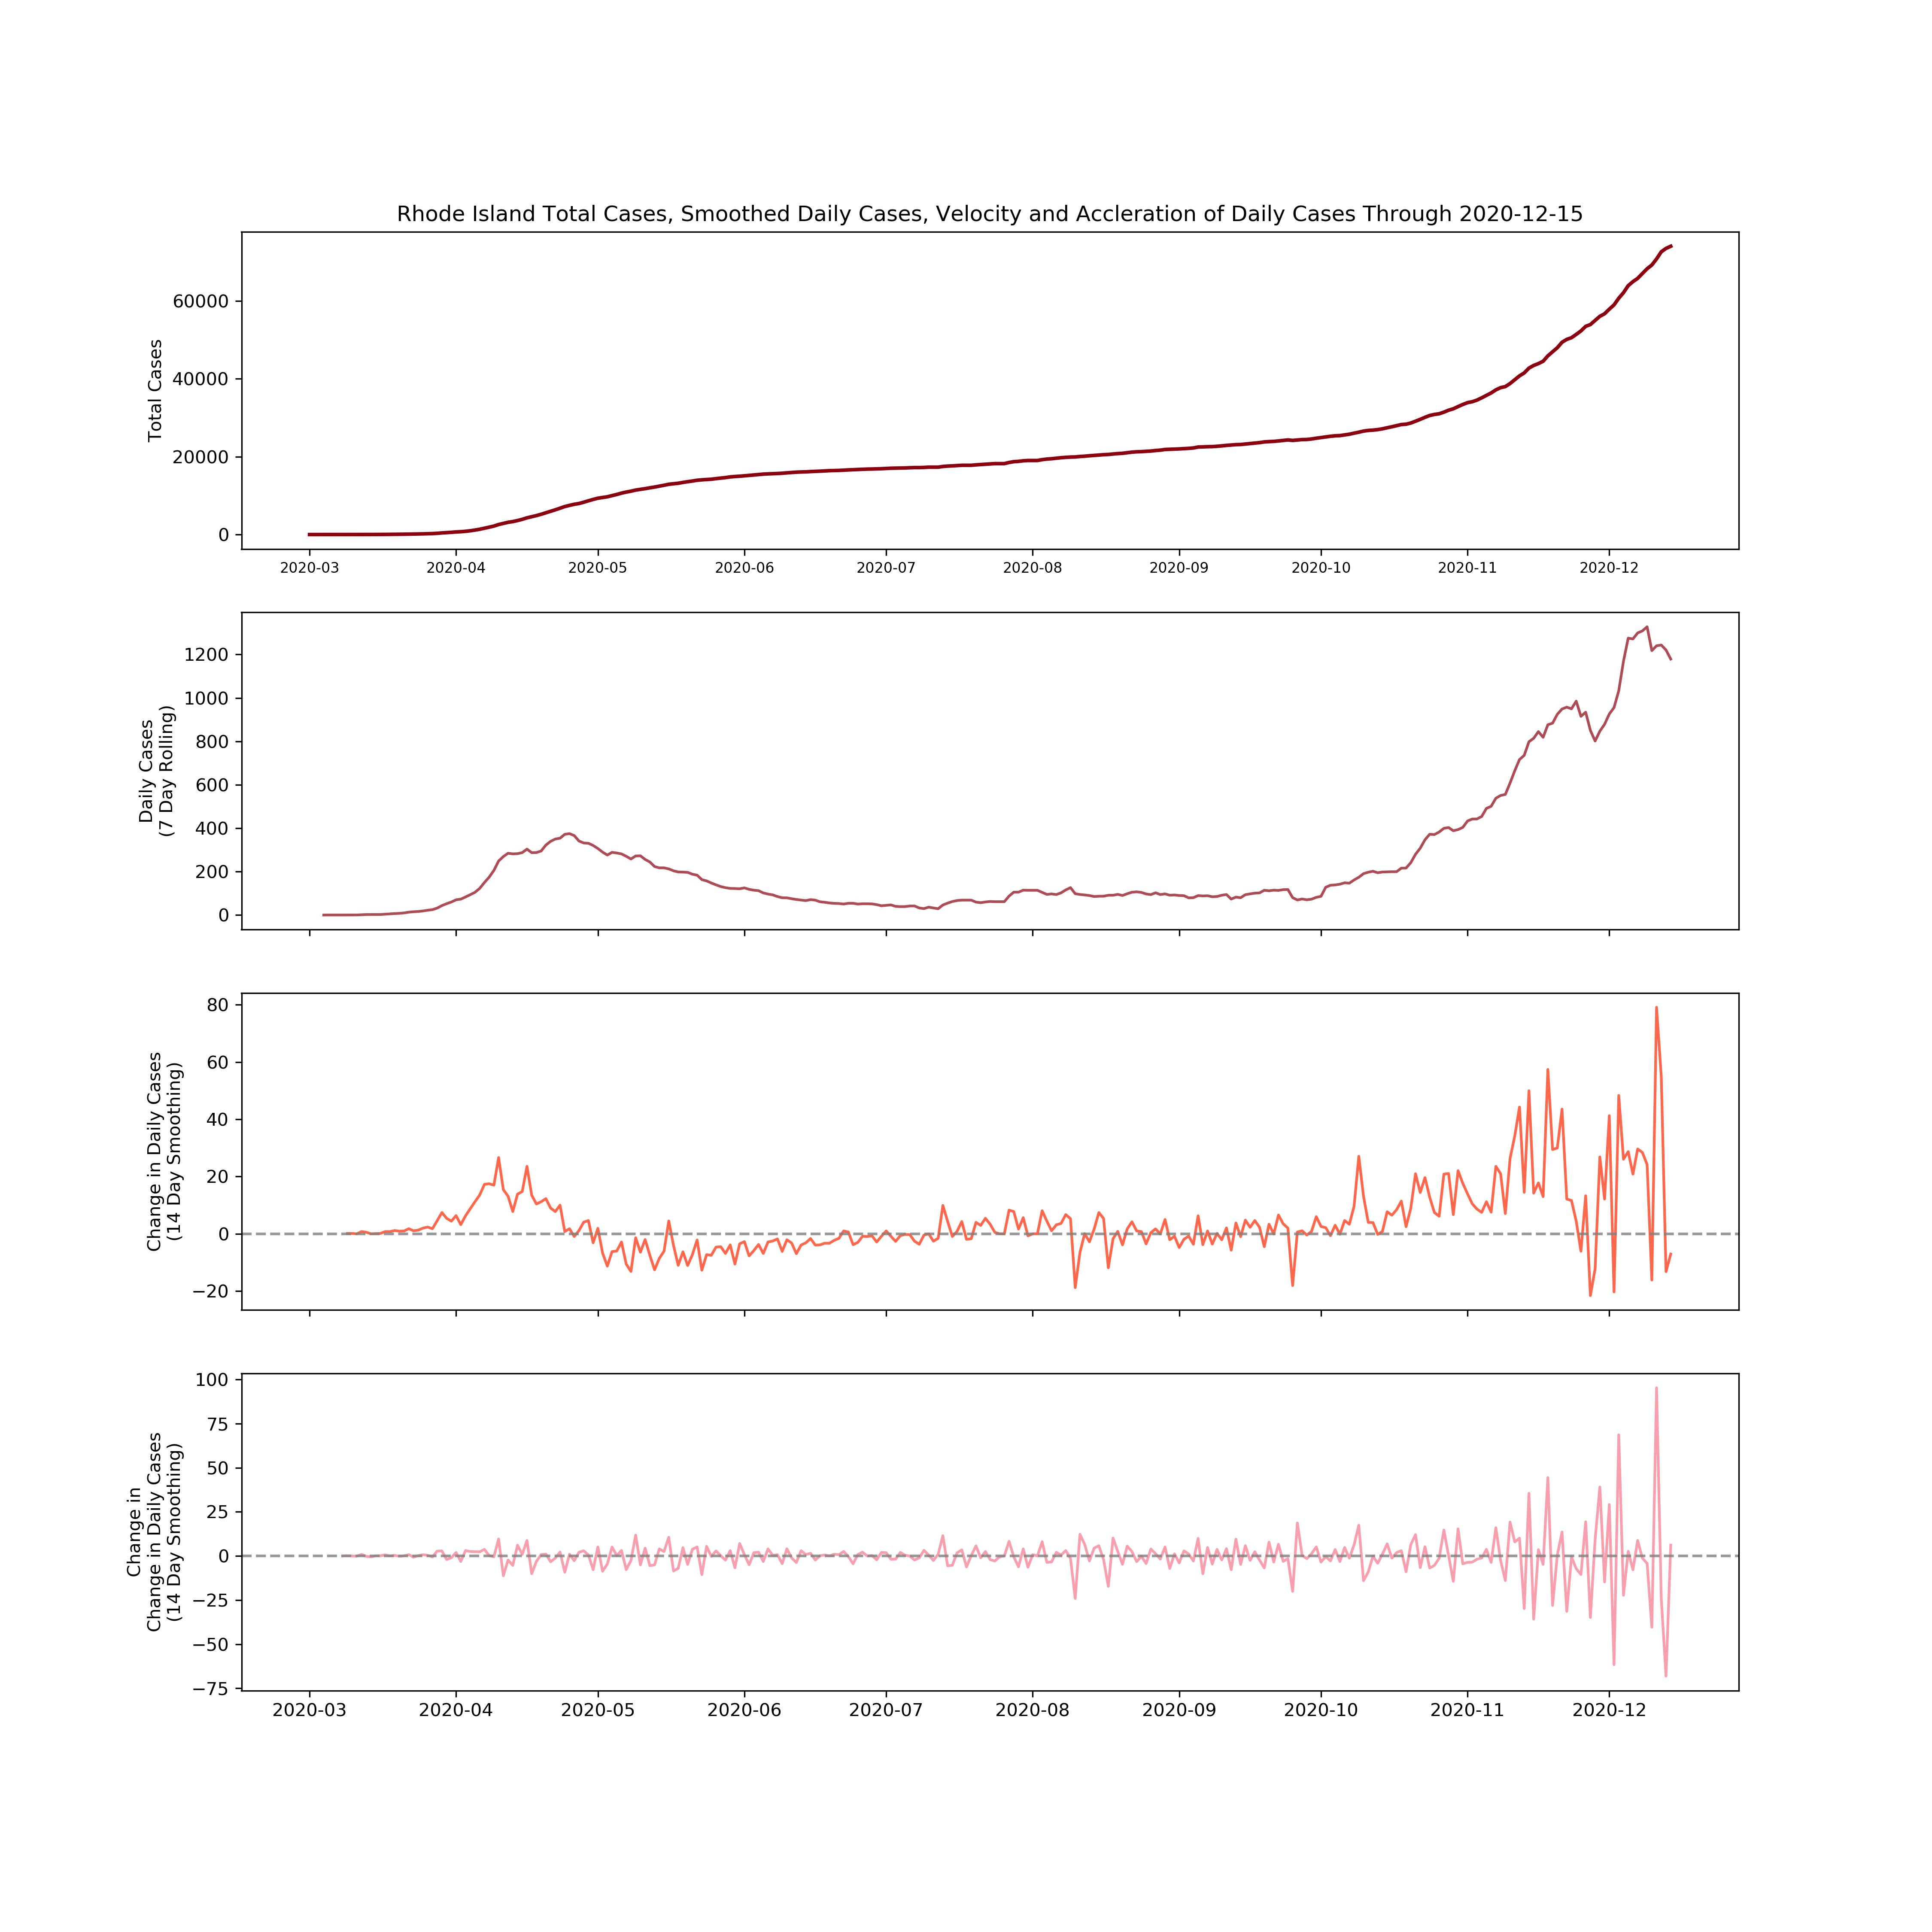 Rhode Island Total Cases, Smoothed Daily Cases, Velocity and Accleration of Daily Cases Through 2020-12-15
Total Cases
60000
40000
20000
0
2020-03 2020-04 2020-05 2020-06 2020-07 2020-08 2020-09 2020-10 2020-11 2020-12
Daily Cases
(7 Day Rolling)
1200
1000
800
600
400
200
0
Change in Daily Cases
(14 Day Smoothing)
80
60
40
20
0
−20
Change in
Change in Daily Cases
(14 Day Smoothing)
100
75
50
25
0
−25
−50
−75
2020-03 2020-04 2020-05 2020-06 2020-07 2020-08 2020-09 2020-10 2020-11 2020-12